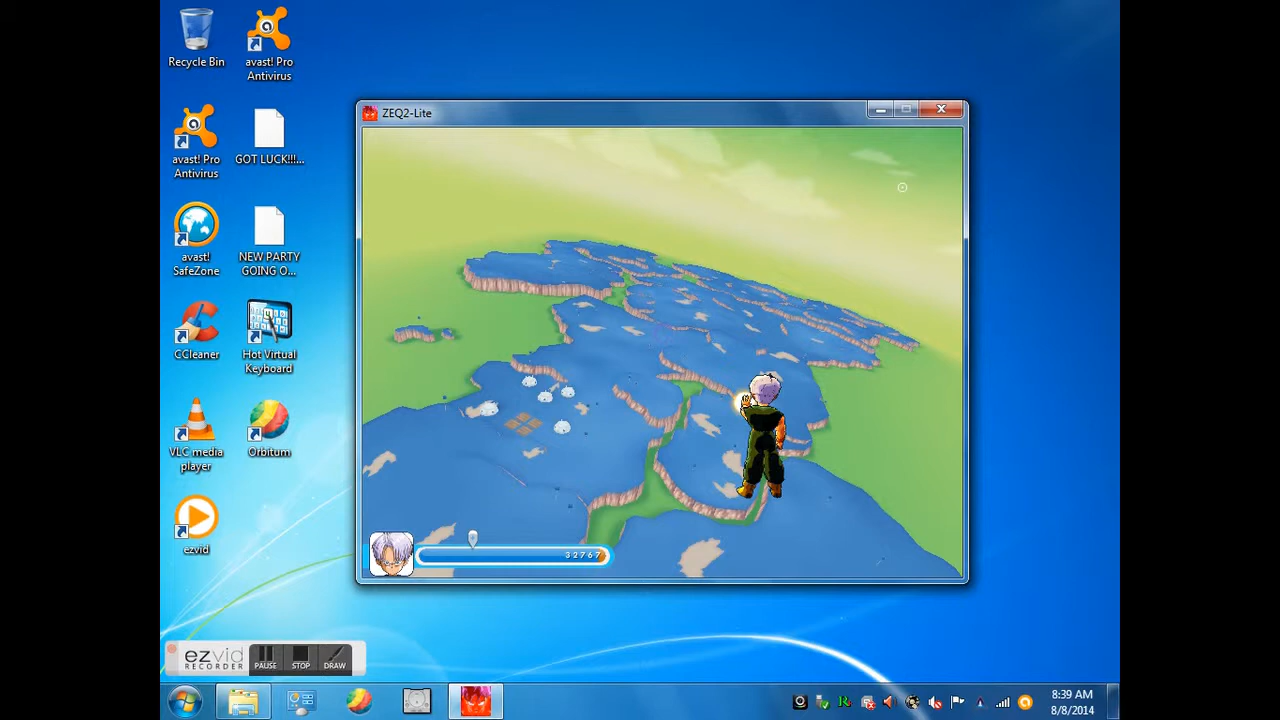 Recycle Bin
avast! Pro
Antivirus
avast! Pro
Antivirus
GOT LUCK!!!...
avast!
SafeZone
NEW PARTY
GOING O...
CCleaner
Hot Virtual
Keyboard
VLC media
player
Orbitum
ezvid
ZEQ2-Lite
32767
ezvid
RECORDER
PAUSE
STOP
DRAW
8:39 AM
8/8/2014